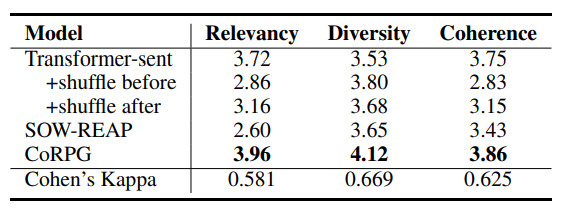 Model Relevancy Diversity Coherence
Transformer-sent 3.72 3.53 3.75
+shuffle before 2.86 3.80 2.83
+shuffle after 3.16 3.68 3.15
SOW-REAP 2.60 3.65 3.43
CoRPG 3.96 4.12 3.86
Cohen's Kappa 0.581 0.669 0.625